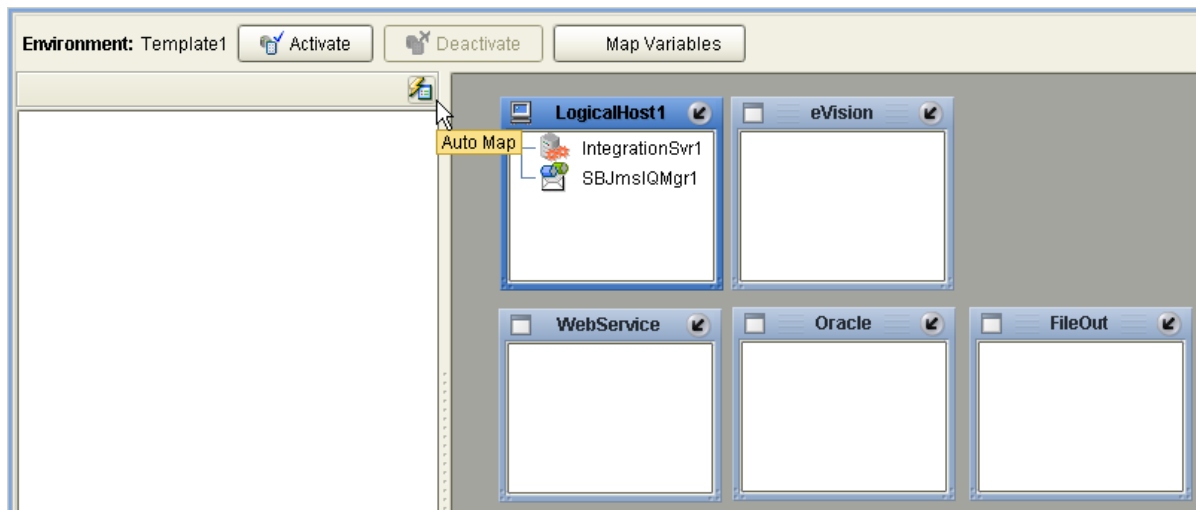 Environment: Template1 Activate Deactivate Map Variables
Auto Map
LogicalHost1
IntegrationSvr1
SBJmsIQMgr1
eVision
WebService
Oracle
FileOut